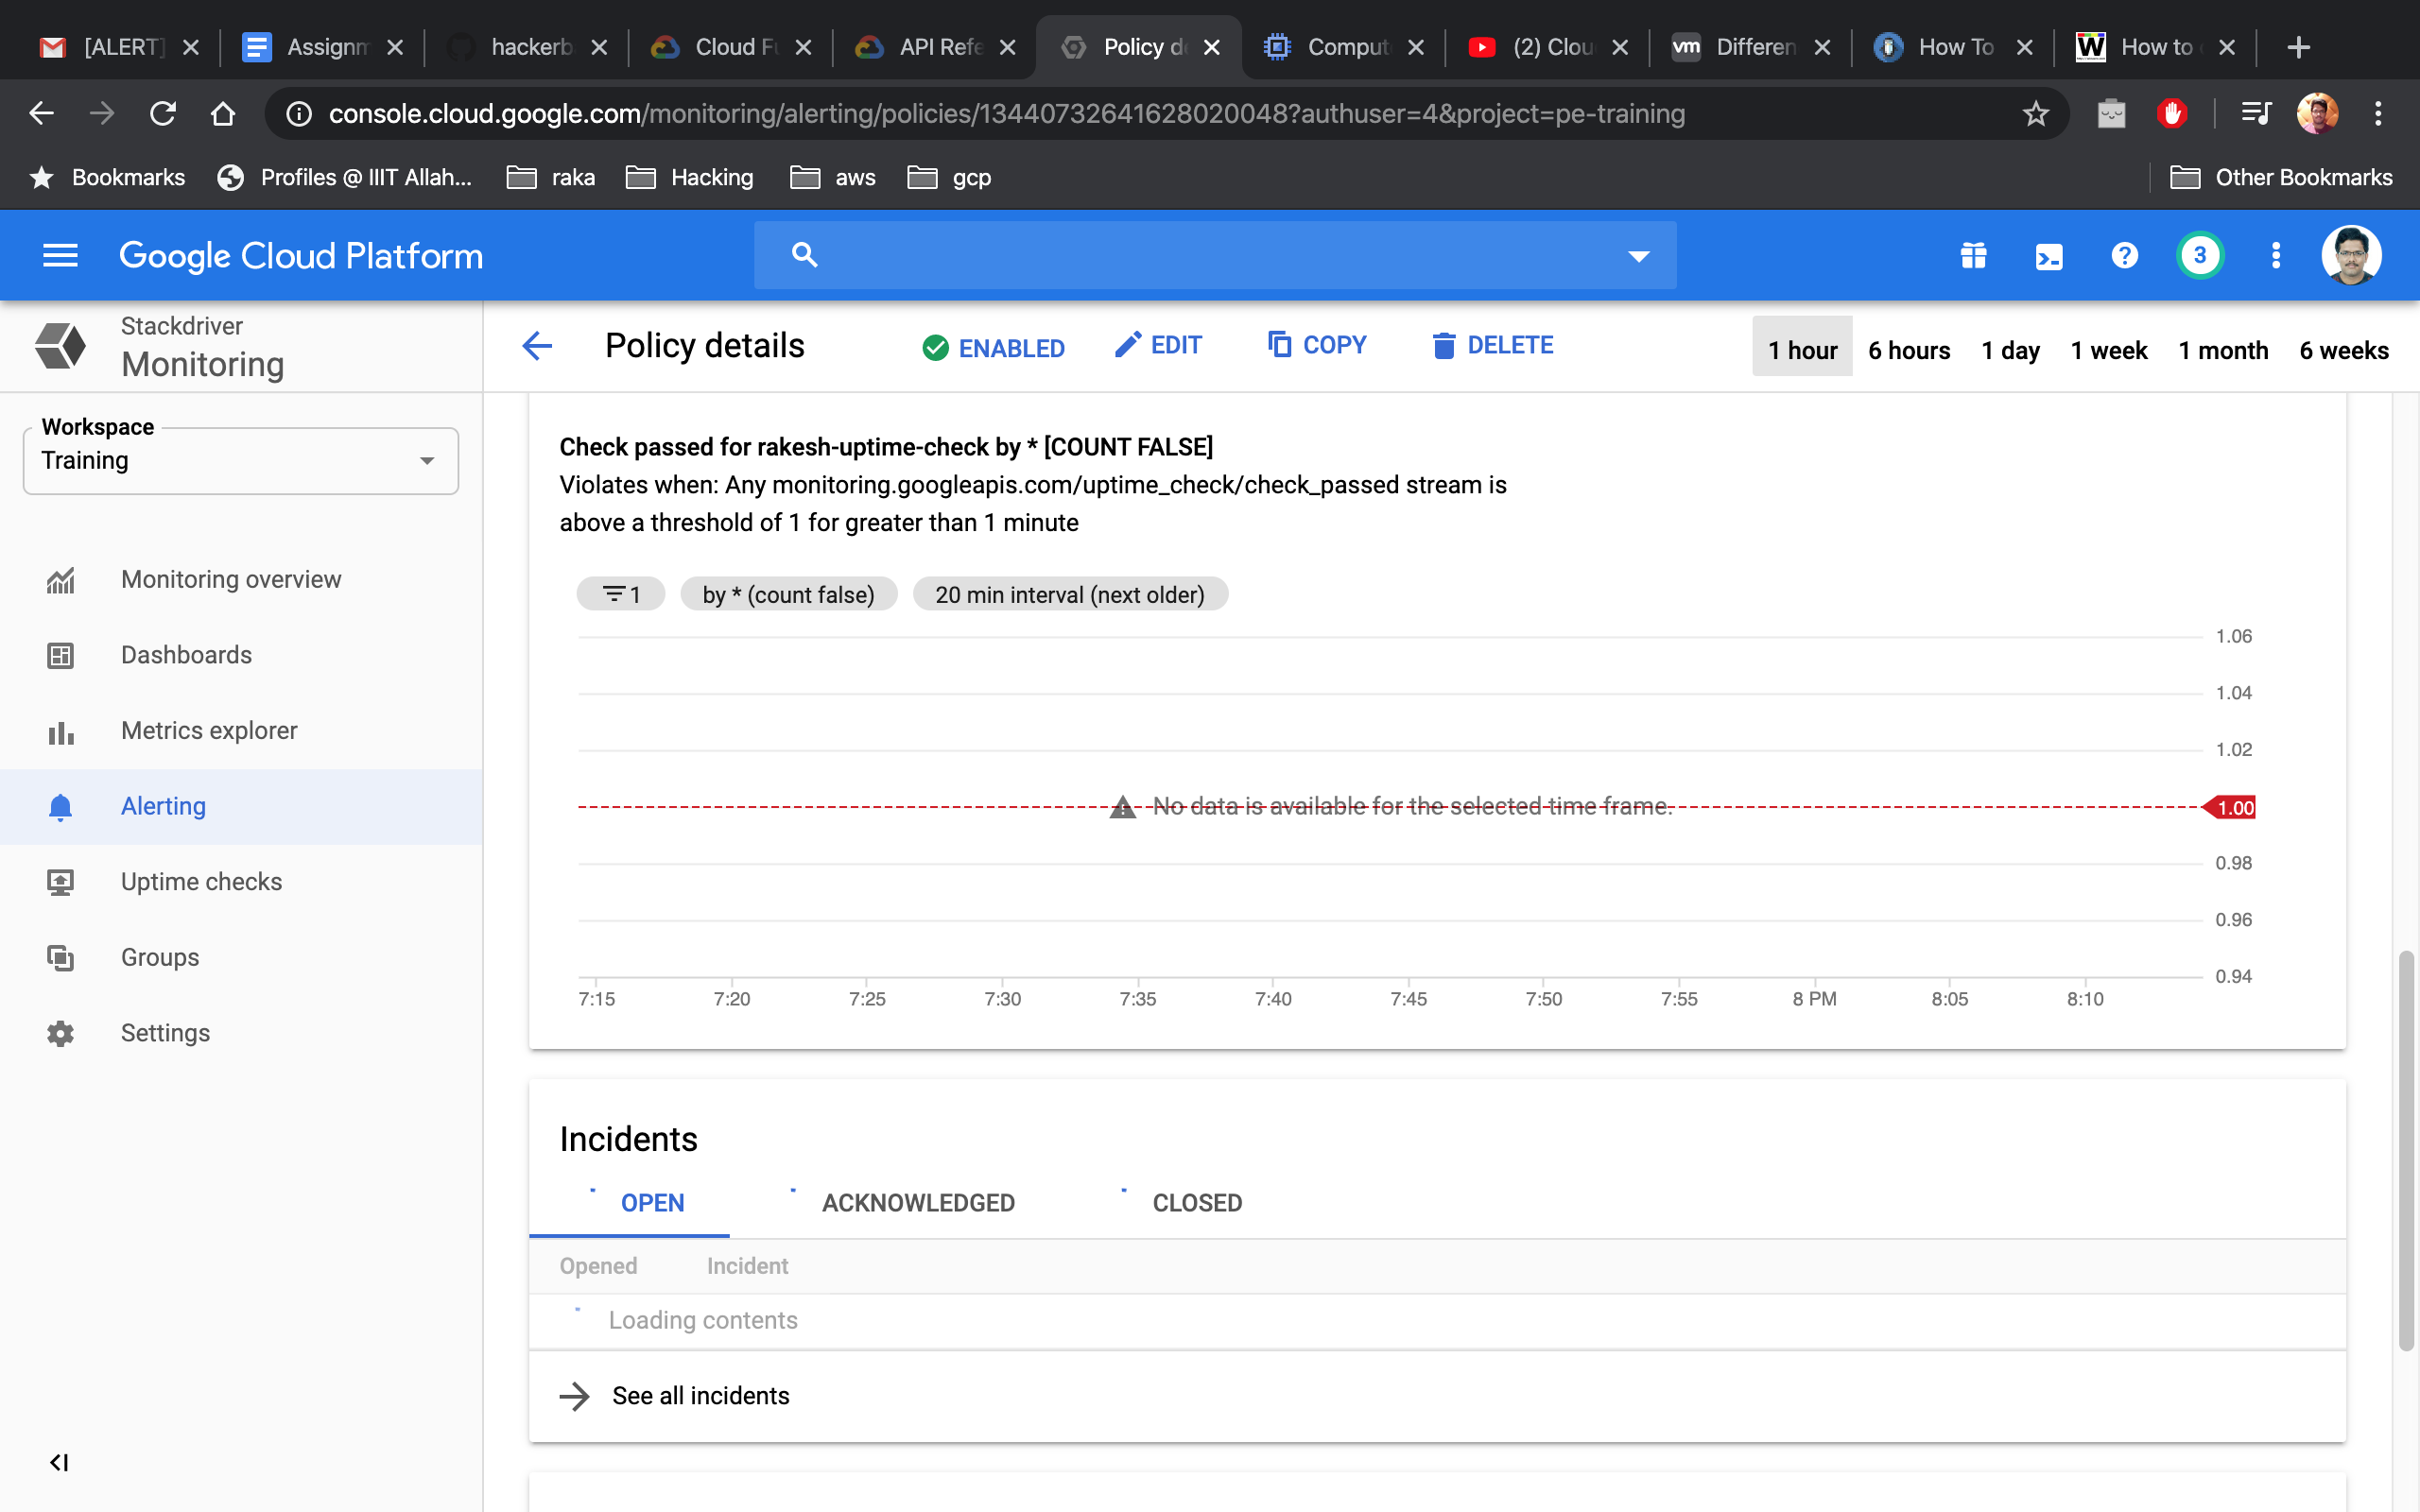 [ALERT]
Assignm
hackerb
Cloud Fu
API Refe
Policy de
Comput
(2) Clou
vm Differen
How To
W How to
console.cloud.google.com/monitoring/alerting/policies/13440732641628020048?authuser=4&project=pe-training
Bookmarks
Profiles @ IIIT Allah...
raka
Hacking
aws
gcp
Other Bookmarks
Google Cloud Platform
3
Stackdriver
Monitoring
Policy details
ENABLED
EDIT
COPY
DELETE
1 hour
6 hours
1 day
1 week
1 month
6 weeks
Workspace
Training
Monitoring overview
Dashboards
Metrics explorer
Alerting
Uptime checks
Groups
Settings
Check passed for rakesh-uptime-check by * [COUNT FALSE]
Violates when: Any monitoring.googleapis.com/uptime_check/check_passed stream is
above a threshold of 1 for greater than 1 minute
1
by * (count false)
20 min interval (next older)
1.06
1.04
1.02
No data is available for the selected time frame.
1.00
0.98
0.96
0.94
7:15
7:20
7:25
7:30
7:35
7:40
7:45
7:50
7:55
8 PM
8:05
8:10
Incidents
OPEN
ACKNOWLEDGED
CLOSED
Opened
Incident
Loading contents
See all incidents